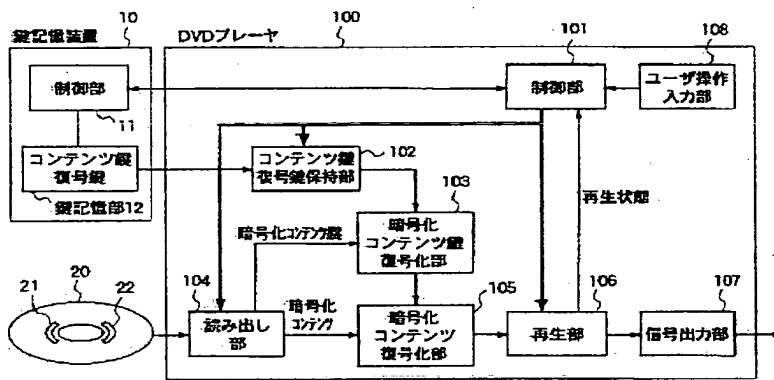 10
鍵記憶装置
制御部
11
コンテンツ鍵
復号鍵
鍵記憶部12
DVDプレーヤ
100
101
制御部
108
ユーザ操作
入力部
コンテンツ鍵
復号鍵保持部
102
103
暗号化
コンテンツ鍵
復号化部
暗号化コンテンツ鍵
再生状態
20
21
22
104
読み出し
部
暗号化
コンテンツ
105
暗号化
コンテンツ
復号化部
106
再生部
107
信号出力部